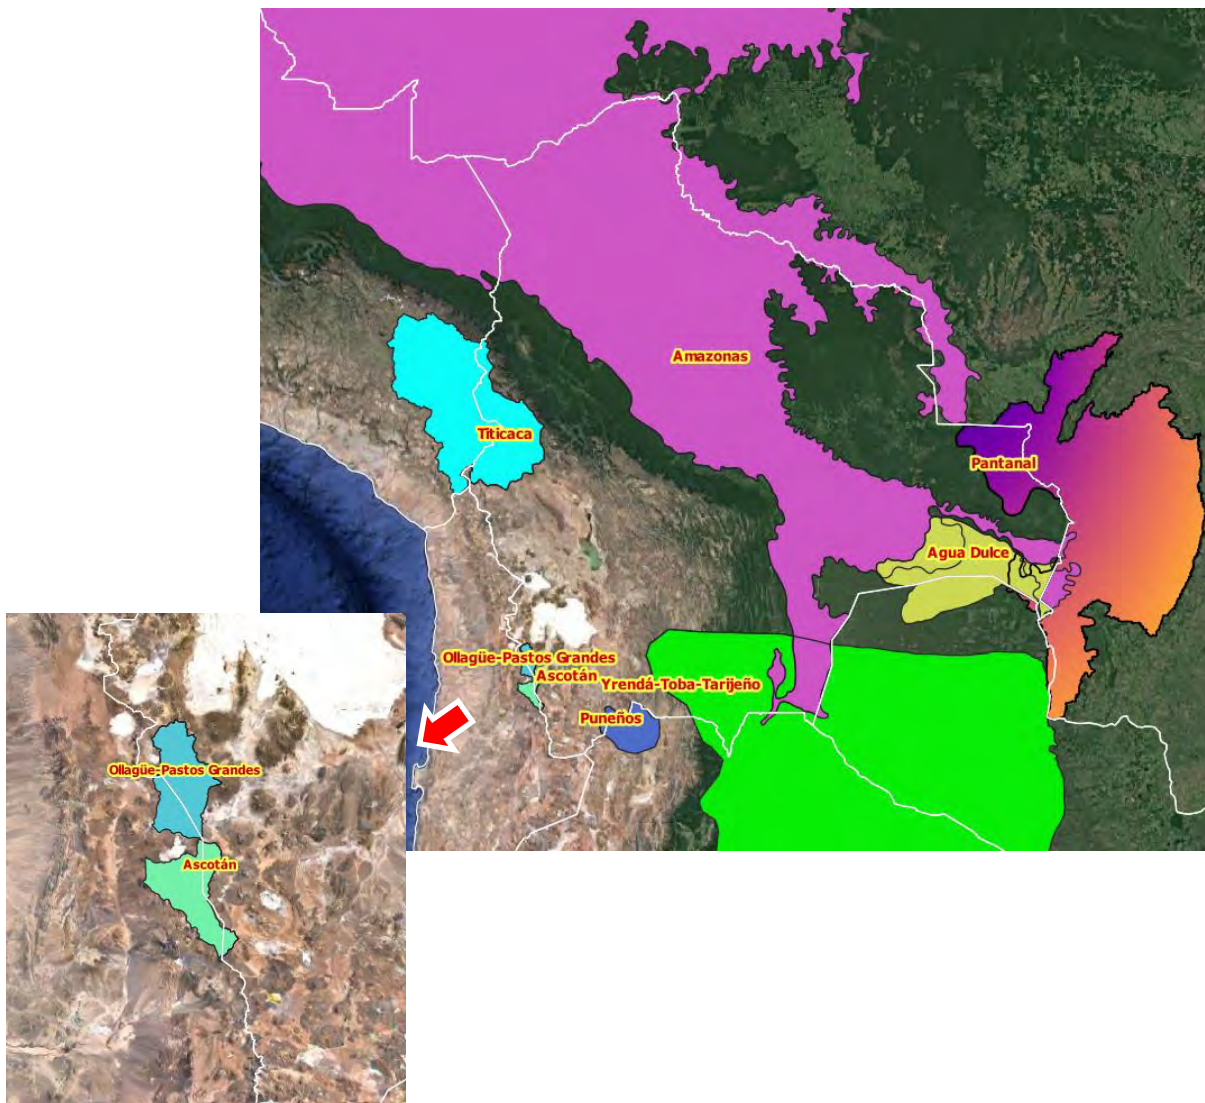 Amazonas
Titicaca
Pantanal
Agua Dulce
Ollagüe-Pastos Grandes
Ascotán
Yrendá-Toba-Tarijeño
Puneños
Ollagüe-Pastos Grandes
Ascotán